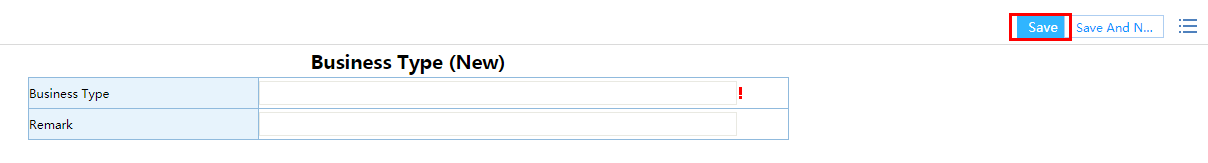 Save
Save And N...
Business Type (New)
Business Type
!
Remark